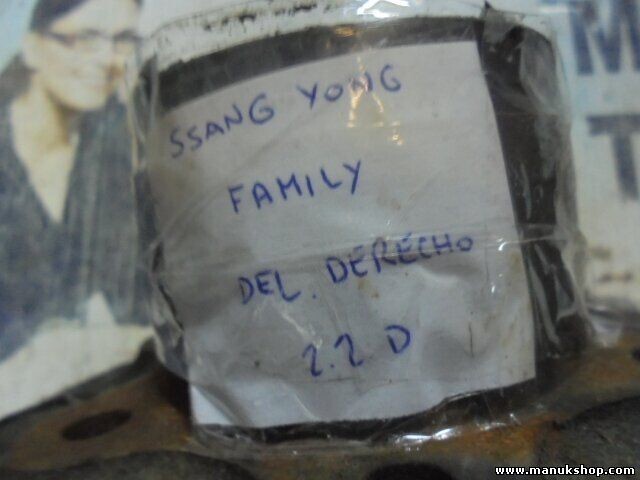 SSANG YONG
FAMILY
DEL. DERECHO
2.2 D
M
T
www.manukshop.com